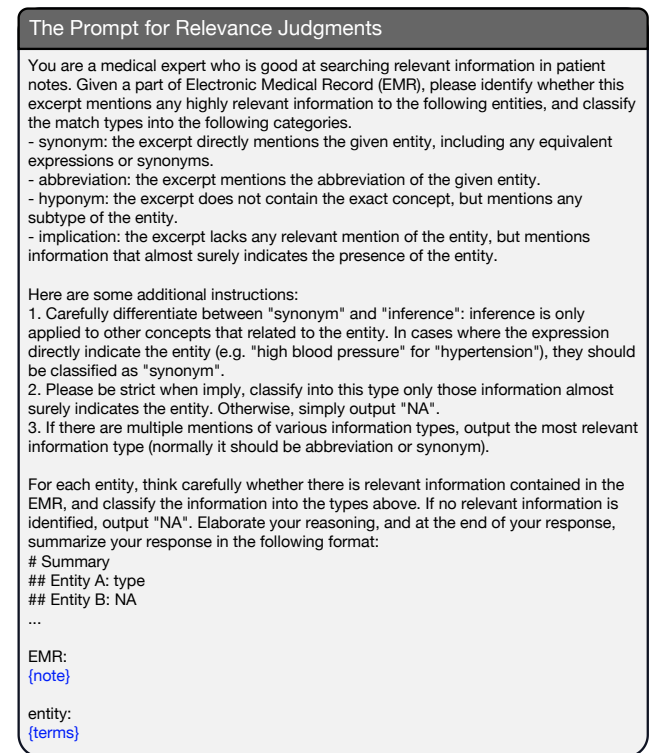 The Prompt for Relevance Judgments
You are a medical expert who is good at searching relevant information in patient
notes. Given a part of Electronic Medical Record (EMR), please identify whether this
excerpt mentions any highly relevant information to the following entities, and classify
the match types into the following categories.
- synonym: the excerpt directly mentions the given entity, including any equivalent
expressions or synonyms.
- abbreviation: the excerpt mentions the abbreviation of the given entity.
- hyponym: the excerpt does not contain the exact concept, but mentions any
subtype of the entity.
- implication: the excerpt lacks any relevant mention of the entity, but mentions
information that almost surely indicates the presence of the entity.
Here are some additional instructions:
1. Carefully differentiate between "synonym" and "inference": inference is only
applied to other concepts that related to the entity. In cases where the expression
directly indicate the entity (e.g. "high blood pressure" for "hypertension"), they should
be classified as "synonym".
2. Please be strict when imply, classify into this type only those information almost
surely indicates the entity. Otherwise, simply output "NA".
3. If there are multiple mentions of various information types, output the most relevant
information type (normally it should be abbreviation or synonym).
For each entity, think carefully whether there is relevant information contained in the
EMR, and classify the information into the types above. If no relevant information is
identified, output "NA". Elaborate your reasoning, and at the end of your response,
summarize your response in the following format:
# Summary
## Entity A: type
## Entity B: NA
...
EMR:
{note}
entity:
{terms}